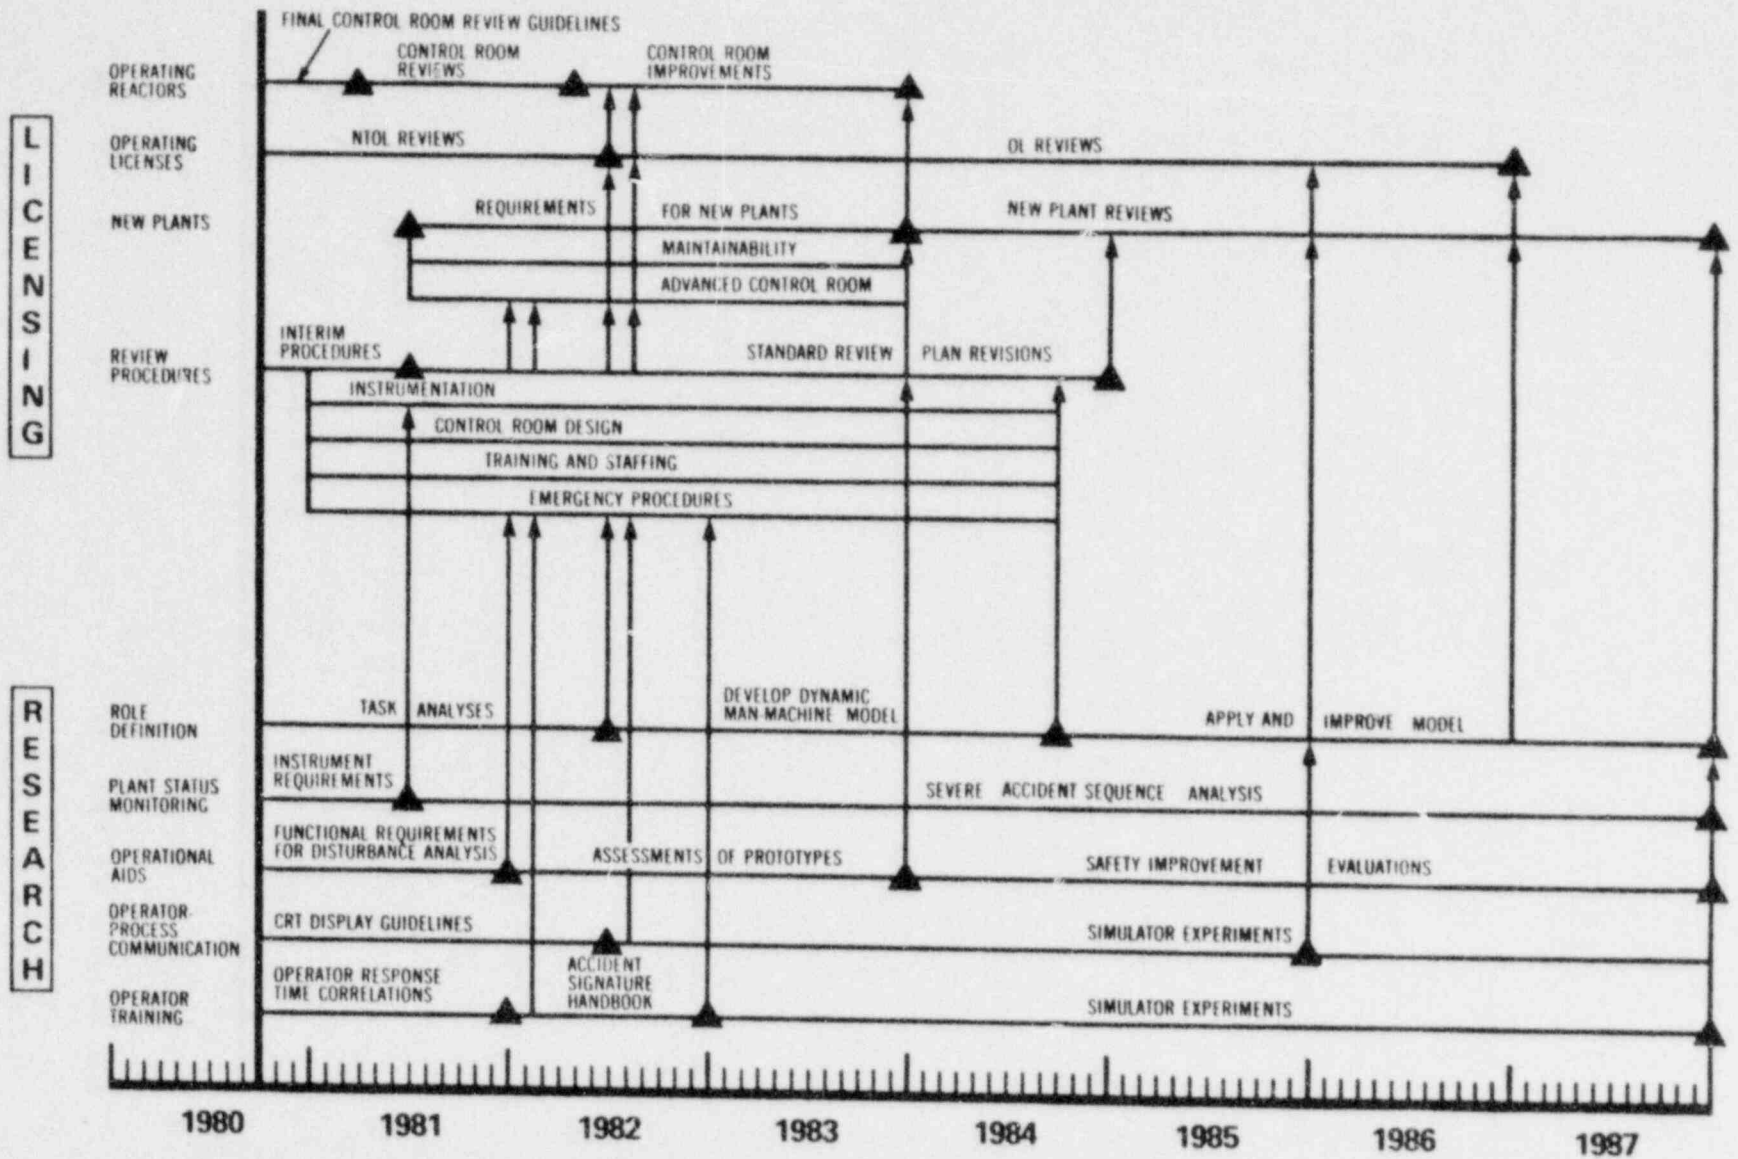 FINAL CONTROL ROOM REVIEW GUIDELINES
CONTROL ROOM
REVIEWS
CONTROL ROOM
IMPROVEMENTS
OPERATING
REACTORS
OPERATING
LICENSES
NTOL REVIEWS
OL REVIEWS
NEW PLANTS
REQUIREMENTS FOR NEW PLANTS
NEW PLANT REVIEWS
MAINTAINABILITY
ADVANCED CONTROL ROOM
LICENSING
REVIEW
PROCEDURES
INTERIM
PROCEDURES
STANDARD REVIEW PLAN REVISIONS
INSTRUMENTATION
CONTROL ROOM DESIGN
TRAINING AND STAFFING
EMERGENCY PROCEDURES
RESEARCH
ROLE
DEFINITION
TASK ANALYSES
DEVELOP DYNAMIC
MAN-MACHINE MODEL
APPLY AND IMPROVE MODEL
PLANT STATUS
MONITORING
INSTRUMENT
REQUIREMENTS
SEVERE ACCIDENT SEQUENCE ANALYSIS
OPERATIONAL
AIDS
FUNCTIONAL REQUIREMENTS
FOR DISTURBANCE ANALYSIS
ASSESSMENTS OF PROTOTYPES
SAFETY IMPROVEMENT EVALUATIONS
OPERATOR-
PROCESS
COMMUNICATION
CRT DISPLAY GUIDELINES
SIMULATOR EXPERIMENTS
OPERATOR
TRAINING
OPERATOR RESPONSE
TIME CORRELATIONS
ACCIDENT
SIGNATURE
HANDBOOK
SIMULATOR EXPERIMENTS
1980 1981 1982 1983 1984 1985 1986 1987